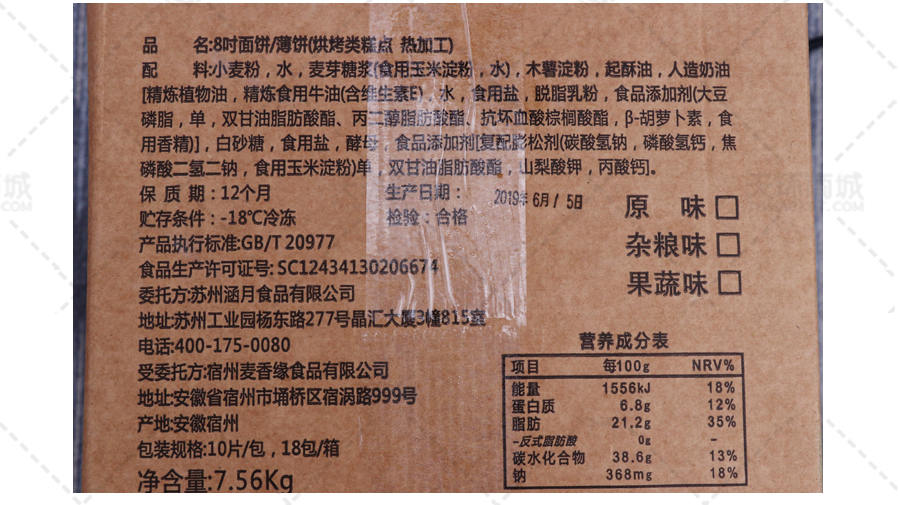 品 名:8吋面饼/薄饼(烘烤类糕点 热加工)
配 料:小麦粉，水，麦芽糖浆(食用玉米淀粉，水)，木薯淀粉，起酥油，人造奶油
[精炼植物油，精炼食用牛油(含维生素E)，水，食用盐，脱脂乳粉，食品添加剂(大豆
磷脂，单，双甘油脂肪酸酯、丙二醇脂肪酸酯、抗坏血酸棕榈酸酯，β-胡萝卜素，食
用香精)]，白砂糖，食用盐，酵母，食品添加剂[复配膨松剂(碳酸氢钠，磷酸氢钙，焦
磷酸二氢二钠，食用玉米淀粉)单，双甘油脂肪酸酯，山梨酸钾，丙酸钙]。
保 质 期：12个月 生产日期： 2019年 6月/ 5日
贮存条件：-18℃冷冻 检验：合格
原 味□
杂粮味□
果蔬味□
产品执行标准:GB/T 20977
食品生产许可证号: SC12434130206674
委托方:苏州涵月食品有限公司
地址:苏州工业园杨东路277号晶汇大厦3幢815室
电话:400-175-0080
受委托方:宿州麦香缘食品有限公司
地址:安徽省宿州市埇桥区宿涡路999号
产地:安徽宿州
包装规格:10片/包，18包/箱
净含量:7.56Kg
营养成分表
项目 每100g NRV%
能量 1556kJ 18%
蛋白质 6.8g 12%
脂肪 21.2g 35%
-反式脂肪酸 0g -
碳水化合物 38.6g 13%
钠 368mg 18%